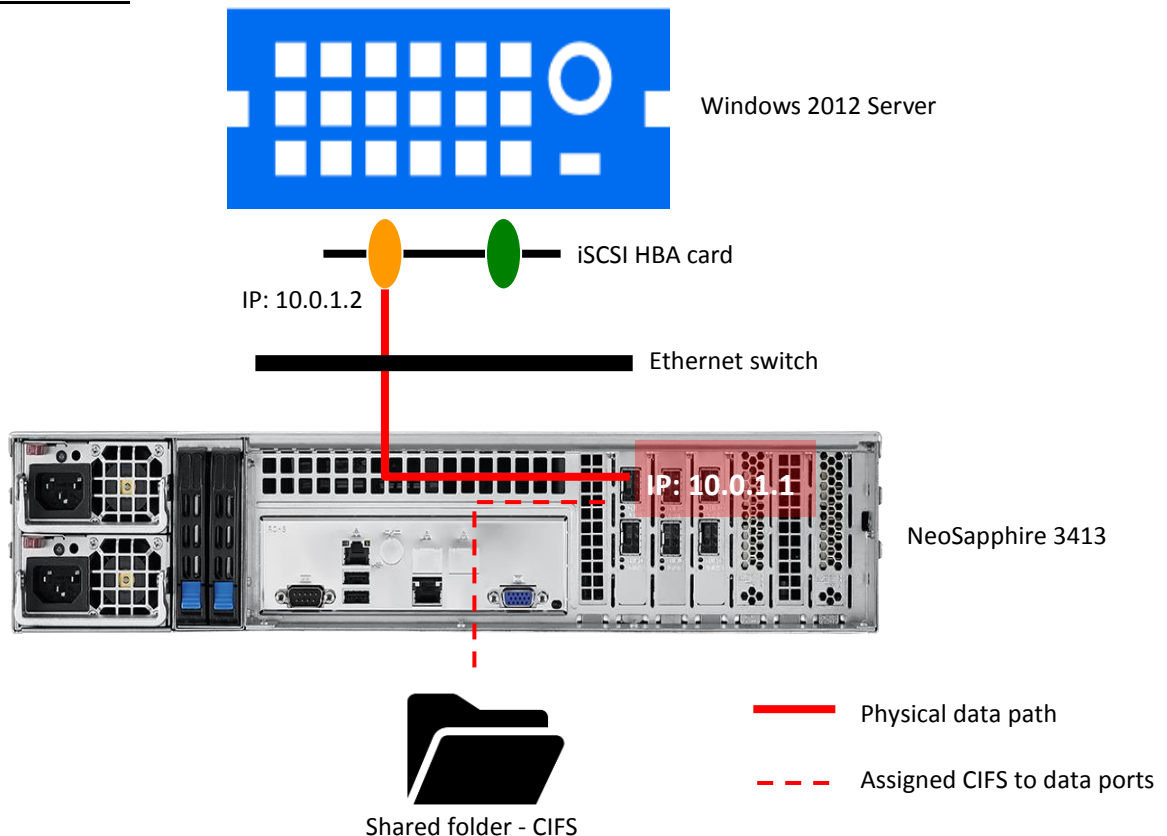 Windows 2012 Server
iSCSI HBA card
IP: 10.0.1.2
Ethernet switch
IP: 10.0.1.1
NeoSapphire 3413
Physical data path
Assigned CIFS to data ports
Shared folder - CIFS